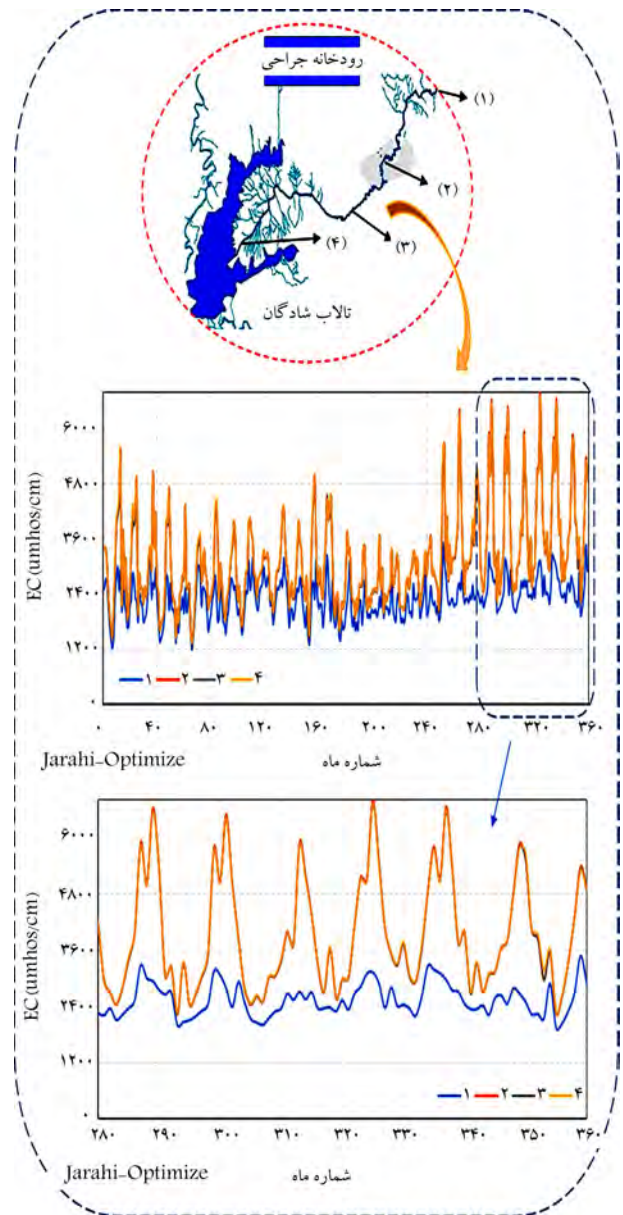 رودخانه جراحی
(۱)
(۲)
(۳)
(۴)
تالاب شادگان
EC (umhos/cm)
۶۰۰۰
۴۸۰۰
۳۶۰۰
۲۴۰۰
۱۲۰۰
۰
۱ ۲ ۳ ۴
۰ ۴۰ ۸۰ ۱۲۰ ۱۶۰ ۲۰۰ ۲۴۰ ۲۸۰ ۳۲۰ ۳۶۰
Jarahi-Optimize شماره ماه
EC (umhos/cm)
۶۰۰۰
۴۸۰۰
۳۶۰۰
۲۴۰۰
۱۲۰۰
۰
۱ ۲ ۳ ۴
۲۸۰ ۲۹۰ ۳۰۰ ۳۱۰ ۳۲۰ ۳۳۰ ۳۴۰ ۳۵۰ ۳۶۰
Jarahi-Optimize شماره ماه